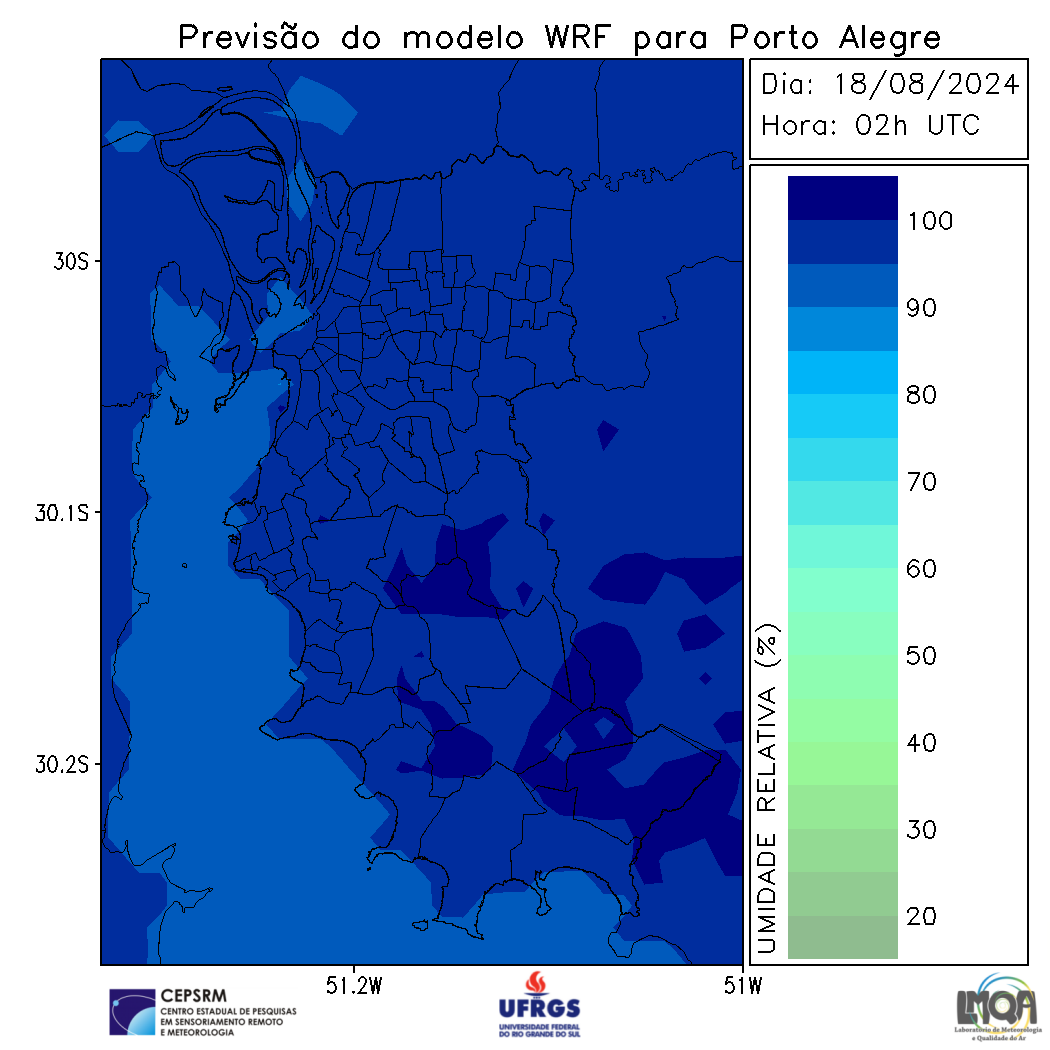 Previsão do modelo WRF para Porto Alegre
Dia: 18/08/2024
Hora: 02h UTC
100
90
80
70
60
50
40
30
20
UMIDADE RELATIVA (%)
30S
30.1S
30.2S
51.2W
51W
CEPSRM
CENTRO ESTADUAL DE PESQUISAS
EM SENSORIAMENTO REMOTO
E METEOROLOGIA
UFRGS
UNIVERSIDADE FEDERAL
DO RIO GRANDE DO SUL
LMQA
Laboratório de Meteorologia
e Qualidade do Ar